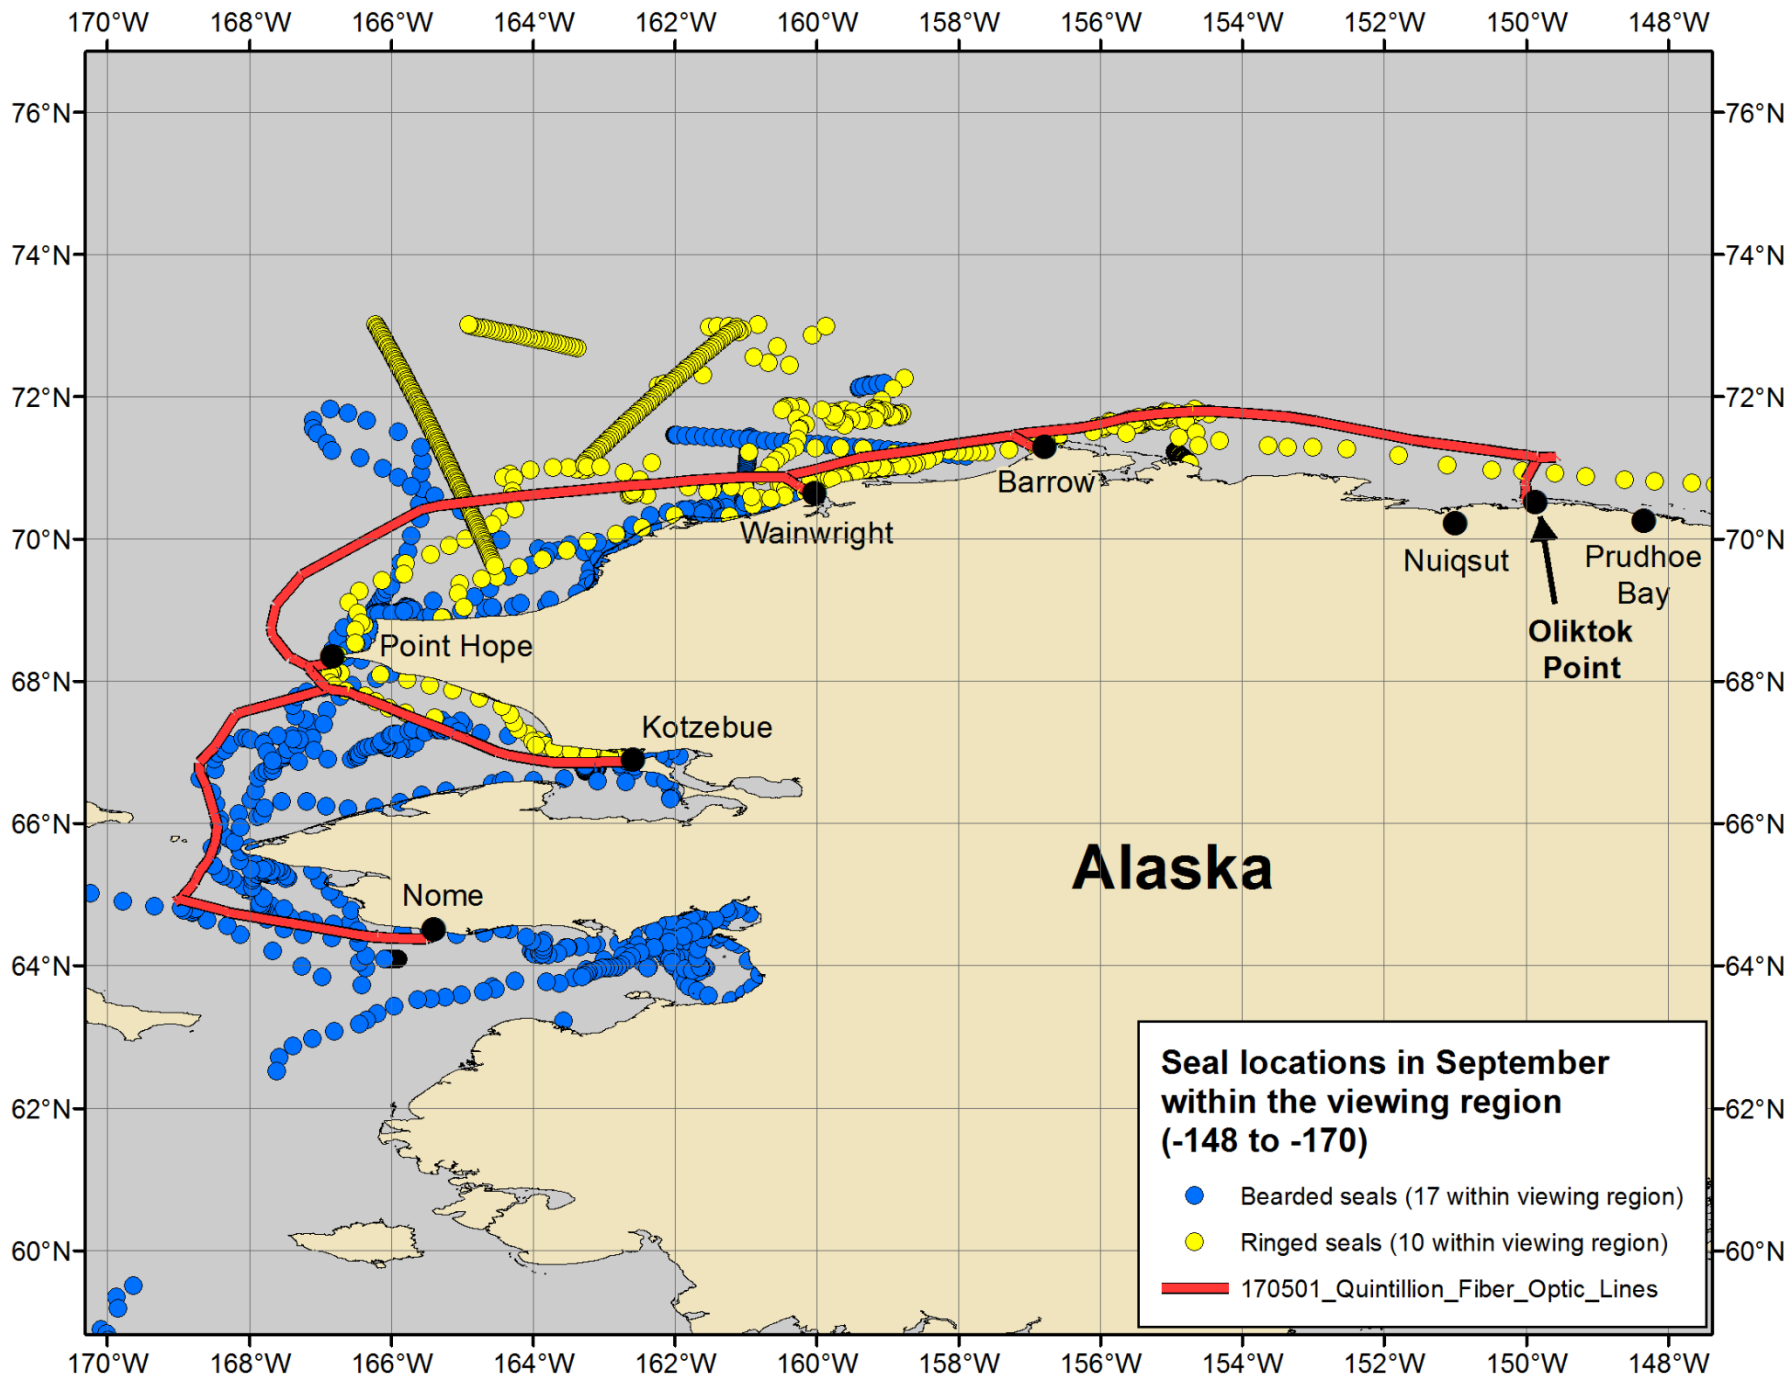 170°W 168°W 166°W 164°W 162°W 160°W 158°W 156°W 154°W 152°W 150°W 148°W
76°N 76°N
74°N 74°N
72°N 72°N
70°N 70°N
68°N 68°N
66°N 66°N
64°N 64°N
62°N 62°N
60°N 60°N
Barrow
Wainwright
Nuiqsut
Prudhoe
Bay
Oliktok
Point
Point Hope
Kotzebue
Nome
Alaska
Seal locations in September
within the viewing region
(-148 to -170)
Bearded seals (17 within viewing region)
Ringed seals (10 within viewing region)
170501_Quintillion_Fiber_Optic_Lines
170°W 168°W 166°W 164°W 162°W 160°W 158°W 156°W 154°W 152°W 150°W 148°W